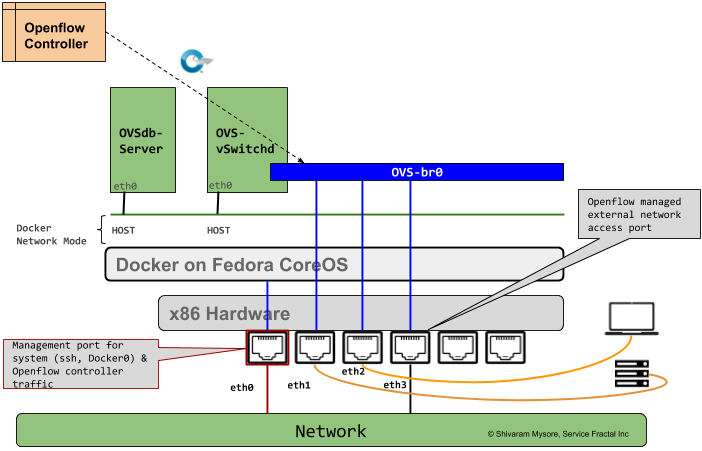 Openflow
Controller
OVSdb-
Server
eth0
OVS-
vSwitchd
eth0
OVS-br0
Openflow managed
external network
access port
Docker
Network Mode
HOST
HOST
Docker on Fedora CoreOS
x86 Hardware
Management port for
system (ssh, Docker0) &
Openflow controller
traffic
eth0
eth1
eth2
eth3
Network
© Shivaram Mysore, Service Fractal Inc